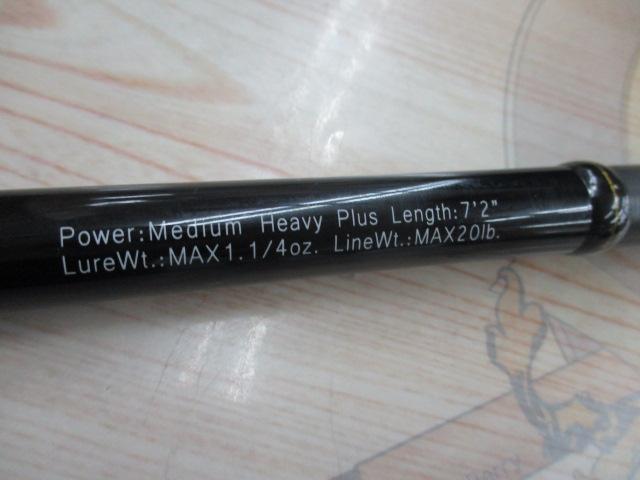 Power:Medium Heavy Plus Length:7'2"
LureWt.:MAX1.1/4oz. LineWt.:MAX20lb.